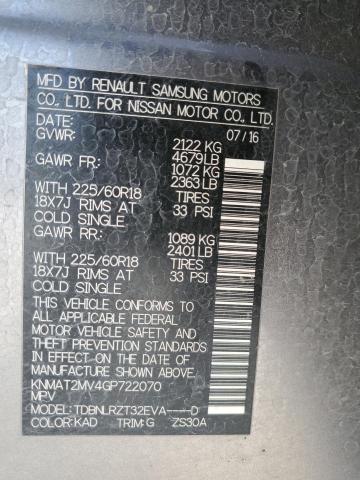 MFD BY RENAULT SAMSUNG MOTORS
CO. LTD. FOR NISSAN MOTOR CO., LTD.
DATE: 07/16
GVWR: 2122 KG
4679LB
GAWR FR: 1072 KG
2363LB
WITH 225/60R18 TIRES
18X7J RIMS AT 33 PSI
COLD SINGLE
GAWR RR: 1089 KG
2401LB
WITH 225/60R18 TIRES
18X7J RIMS AT 33 PSI
COLD SINGLE
THIS VEHICLE CONFORMS TO
ALL APPLICABLE FEDERAL
MOTOR VEHICLE SAFETY AND
THEFT PREVENTION STANDARDS
IN EFFECT ON THE DATE OF
MANUFACTURE SHOWN ABOVE.
KNMAT2MV4GP722070
MPV
MODEL: TDBNLRZT32EVA----D
COLOR: KAD TRIM: G ZS30A